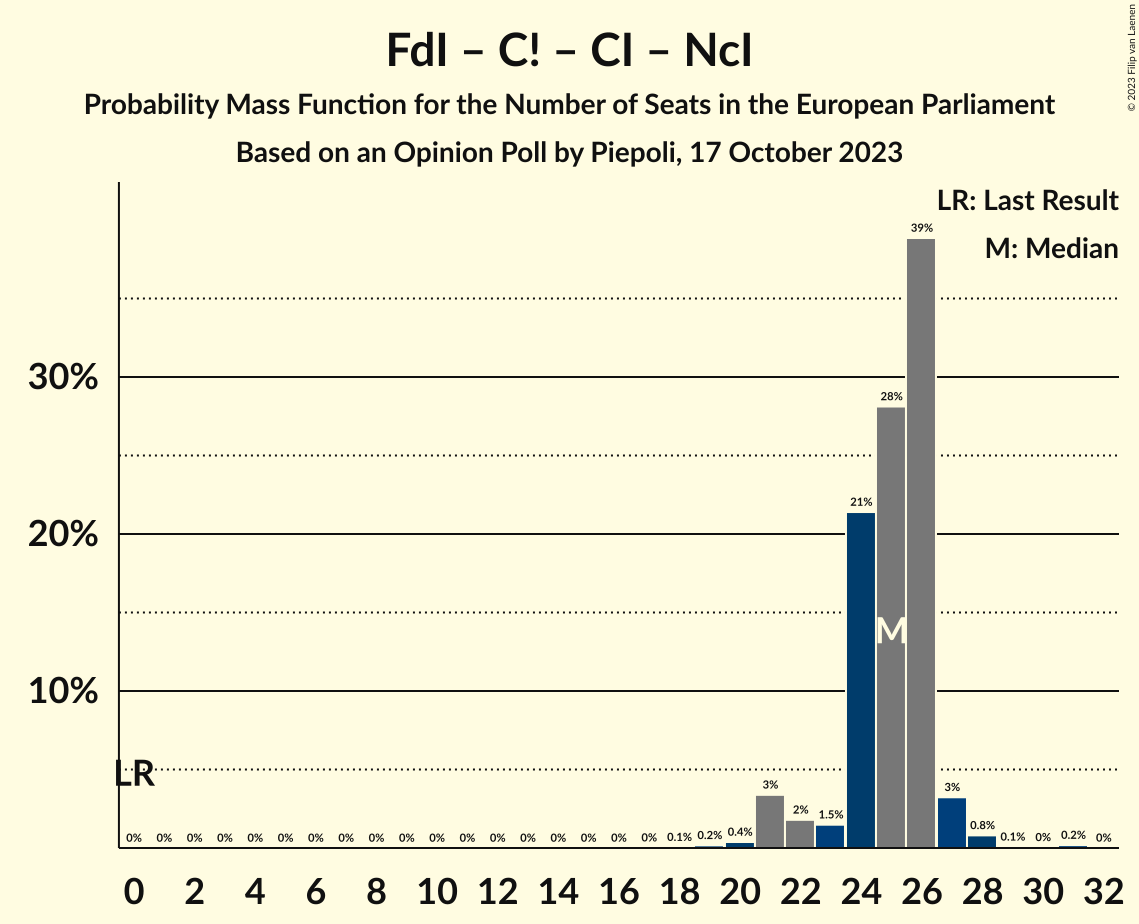 FdI – C! – CI – NcI
Probability Mass Function for the Number of Seats in the European Parliament
Based on an Opinion Poll by Piepoli, 17 October 2023
© 2023 Filip van Laenen
LR: Last Result
M: Median
30%
20%
10%
LR
M
0% 0% 0% 0% 0% 0% 0% 0% 0% 0% 0% 0% 0% 0% 0% 0% 0% 0% 0.1% 0.2% 0.4% 3% 2% 1.5% 21% 28% 39% 3% 0.8% 0.1% 0% 0.2% 0%
0 2 4 6 8 10 12 14 16 18 20 22 24 26 28 30 32